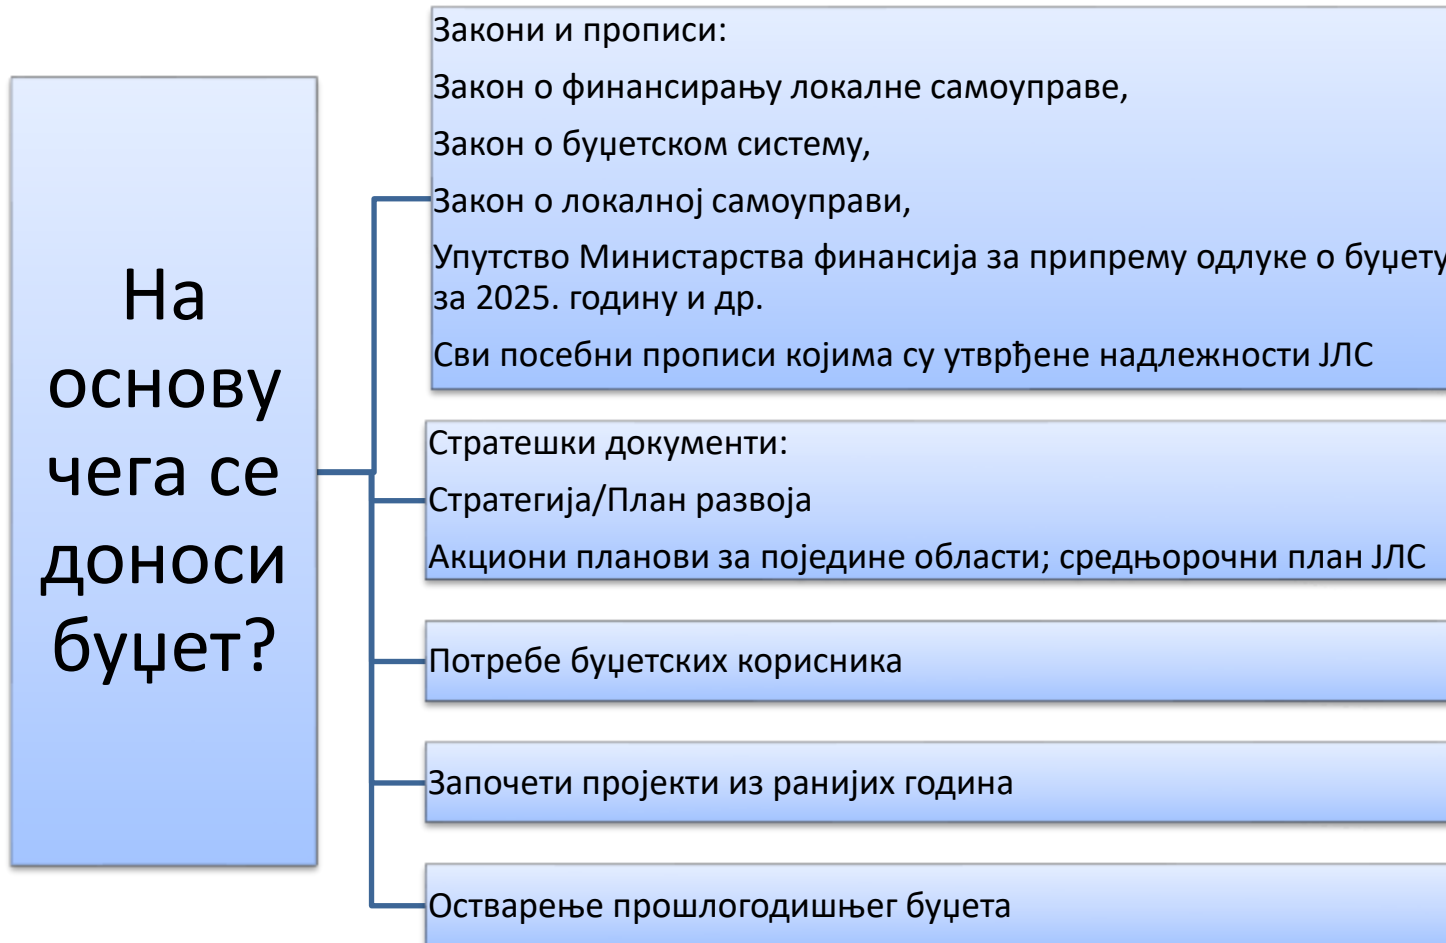 На
основу
чега се
доноси
буџет?
Закони и прописи:
Закон о финансирању локалне самоуправе,
Закон о буџетском систему,
Закон о локалној самоуправи,
Упутство Министарства финансија за припрему одлуке о буџету
за 2025. годину и др.
Сви посебни прописи којима су утврђене надлежности ЈЛС
Стратешки документи:
Стратегија/План развоја
Акциони планови за поједине области; средњорочни план ЈЛС
Потребе буџетских корисника
Започети пројекти из ранијих година
Остварење прошлогодишњег буџета